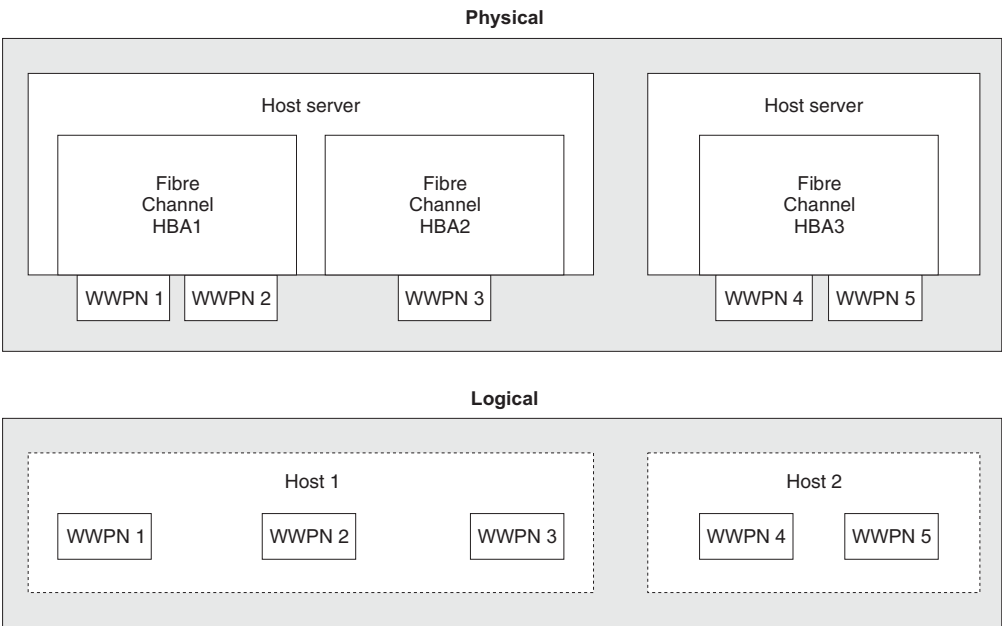 Physical
Host server
Host server
Fibre
Channel
HBA1
Fibre
Channel
HBA2
Fibre
Channel
HBA3
WWPN 1
WWPN 2
WWPN 3
WWPN 4
WWPN 5
Logical
Host 1
Host 2
WWPN 1
WWPN 2
WWPN 3
WWPN 4
WWPN 5